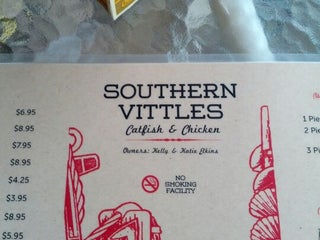 SOUTHERN
VITTLES
Catfish & Chicken
Owners: Kelly & Katie Elkins
NO
SMOKING
FACILITY
$6.95
$8.95
$7.95
$8.95
$4.25
$3.95
$8.95
5.95
1 Pie
2 Pie
3 P